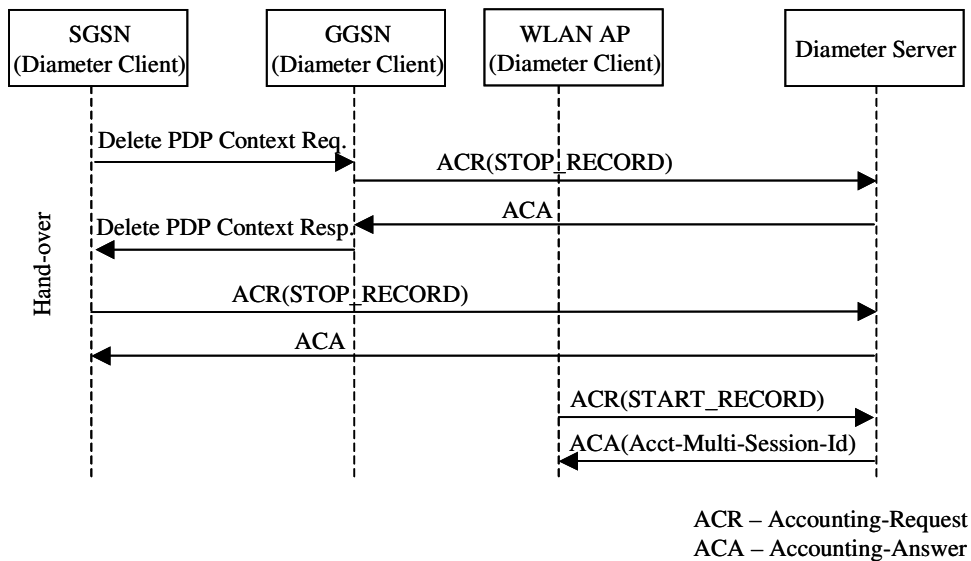 SGSN
(Diameter Client)
GGSN
(Diameter Client)
WLAN AP
(Diameter Client)
Diameter Server
Delete PDP Context Req.
ACR(STOP_RECORD)
ACA
Delete PDP Context Resp.
Hand-over
ACR(STOP_RECORD)
ACA
ACR(START_RECORD)
ACA(Acct-Multi-Session-Id)
ACR – Accounting-Request
ACA – Accounting-Answer